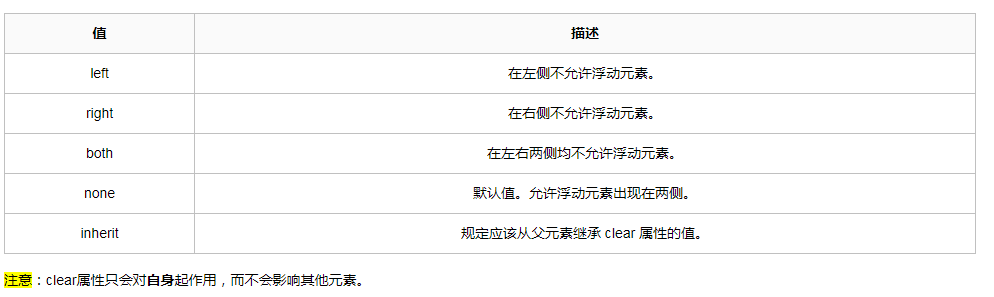 值 描述
left 在左侧不允许浮动元素。
right 在右侧不允许浮动元素。
both 在左右两侧均不允许浮动元素。
none 默认值。允许浮动元素出现在两侧。
inherit 规定应该从父元素继承 clear 属性的值。
注意：clear属性只会对自身起作用，而不会影响其他元素。